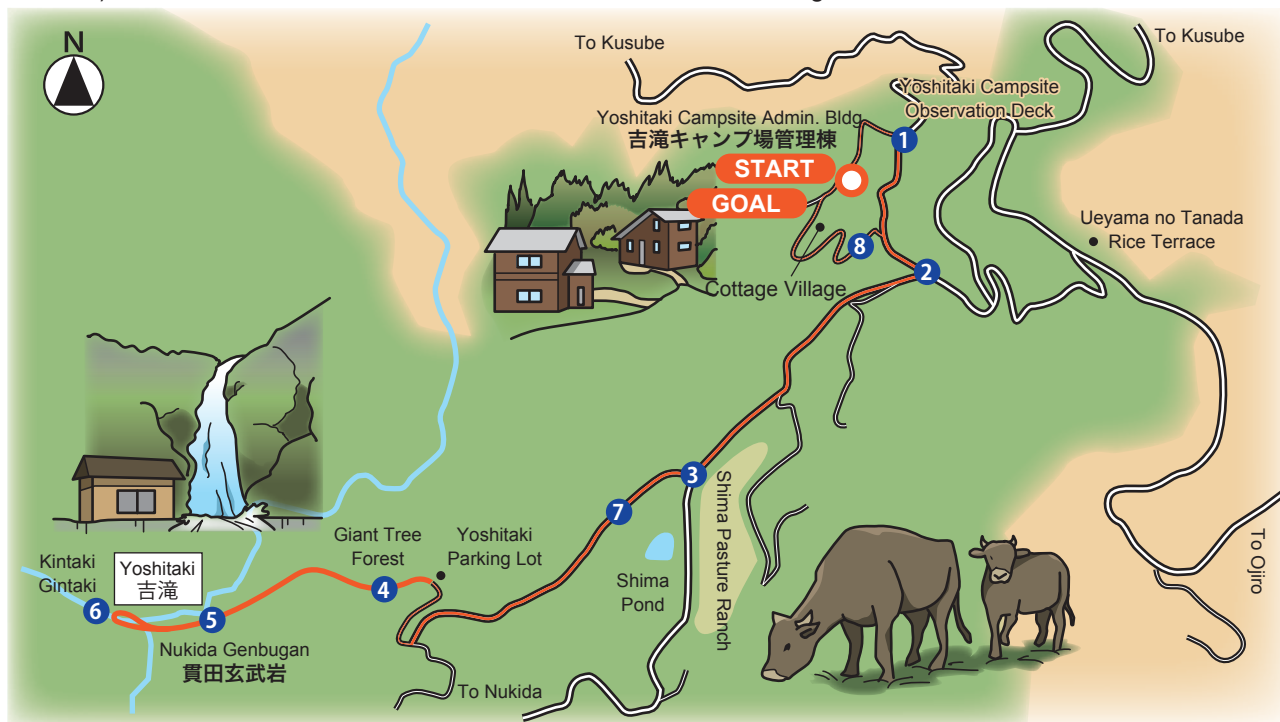 N
To Kusube
To Kusube
Yoshitaki Campsite
Observation Deck
Yoshitaki Campsite Admin. Bldg
吉滝キャンプ場管理棟
1
START
GOAL
Ueyama no Tanada
Rice Terrace
8
2
Cottage Village
3
Shima Pasture Ranch
7
Giant Tree
Forest
Yoshitaki
Parking Lot
Shima
Pond
To Ojiro
Kintaki
Gintaki
Yoshitaki
吉滝
4
6
5
Nukida Genbugan
貫田玄武岩
To Nukida